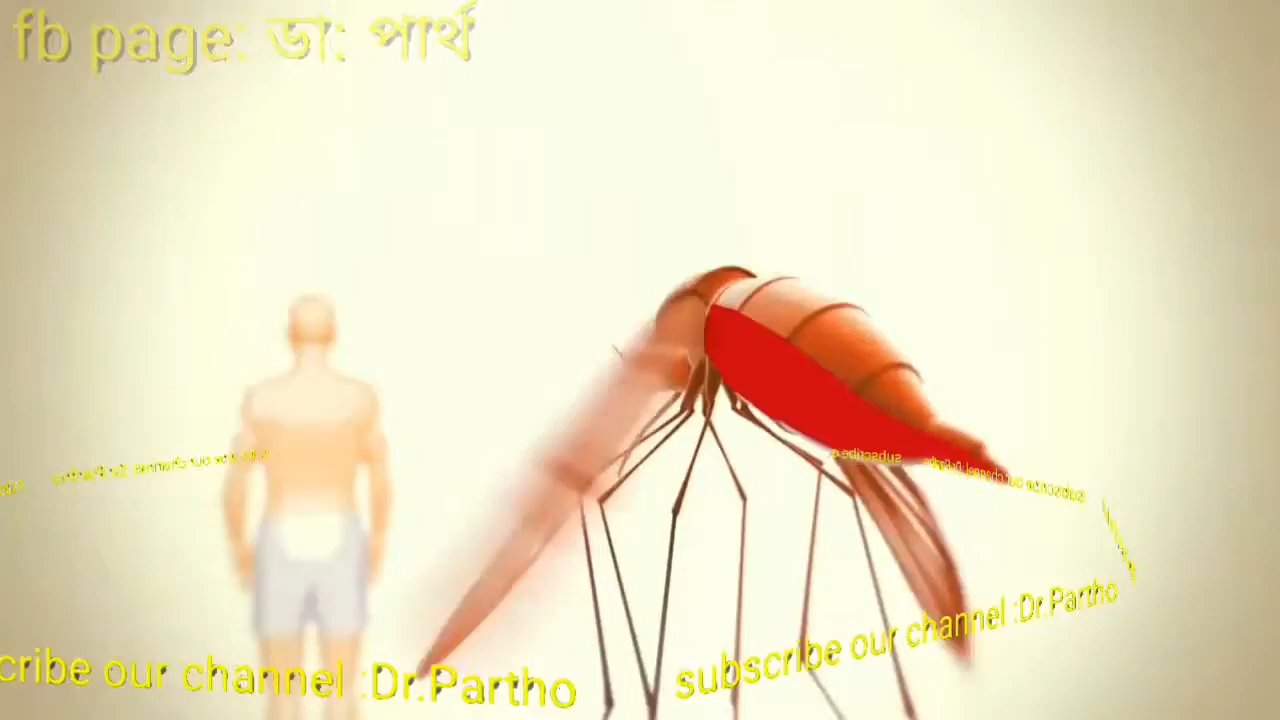 fb page: ডা: পার্থ
subscribe our channel :Dr.Partho
cribe our channel :Dr.Partho